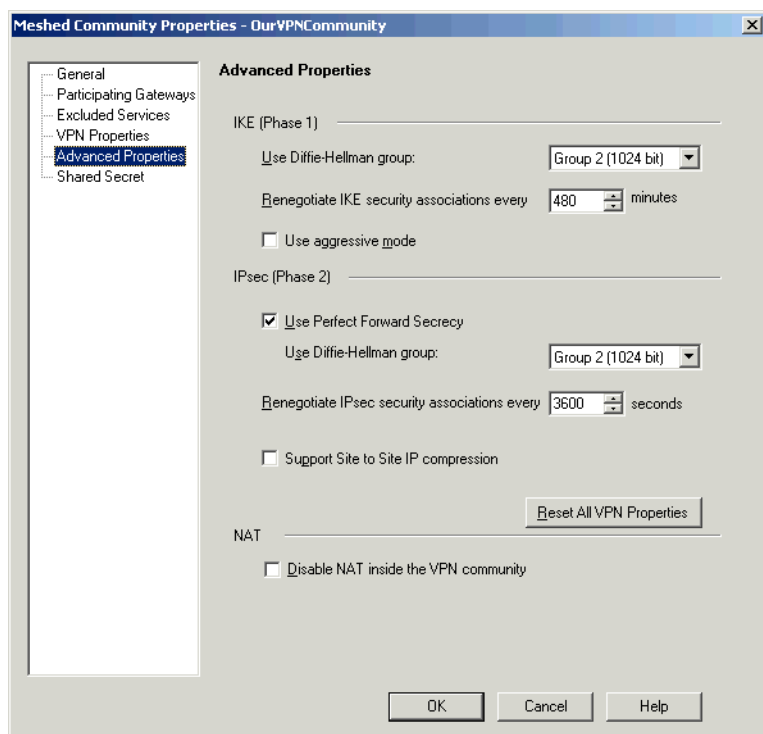 Meshed Community Properties - OurVPNCommunity
General
Participating Gateways
Excluded Services
VPN Properties
Advanced Properties
Shared Secret
Advanced Properties
IKE (Phase 1)
Use Diffie-Hellman group: Group 2 (1024 bit)
Renegotiate IKE security associations every 480 minutes
Use aggressive mode
IPsec (Phase 2)
Use Perfect Forward Secrecy
Use Diffie-Hellman group: Group 2 (1024 bit)
Renegotiate IPsec security associations every 3600 seconds
Support Site to Site IP compression
Reset All VPN Properties
NAT
Disable NAT inside the VPN community
OK Cancel Help